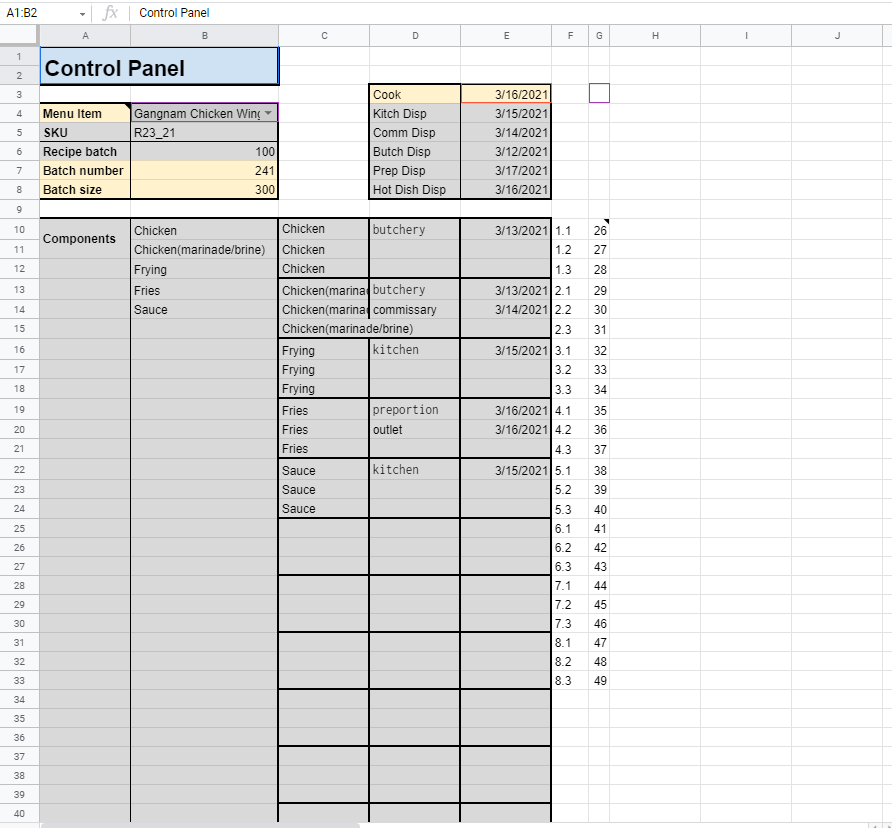 A1:B2 fx Control Panel
A B C D E F G H I J
1 Control Panel
2
3 Cook 3/16/2021
4 Menu Item Gangnam Chicken Wing Kitch Disp 3/15/2021
5 SKU R23_21 Comm Disp 3/14/2021
6 Recipe batch 100 Butch Disp 3/12/2021
7 Batch number 241 Prep Disp 3/17/2021
8 Batch size 300 Hot Dish Disp 3/16/2021
9
10 Components Chicken Chicken butchery 3/13/2021 1.1 26
11 Chicken(marinade/brine) Chicken 1.2 27
12 Frying Chicken 1.3 28
13 Fries Chicken(marinad butchery 3/13/2021 2.1 29
14 Sauce Chicken(marinad commissary 3/14/2021 2.2 30
15 Chicken(marinade/brine) 2.3 31
16 Frying kitchen 3/15/2021 3.1 32
17 Frying 3.2 33
18 Frying 3.3 34
19 Fries preportion 3/16/2021 4.1 35
20 Fries outlet 3/16/2021 4.2 36
21 Fries 4.3 37
22 Sauce kitchen 3/15/2021 5.1 38
23 Sauce 5.2 39
24 Sauce 5.3 40
25 6.1 41
26 6.2 42
27 6.3 43
28 7.1 44
29 7.2 45
30 7.3 46
31 8.1 47
32 8.2 48
33 8.3 49
34
35
36
37
38
39
40